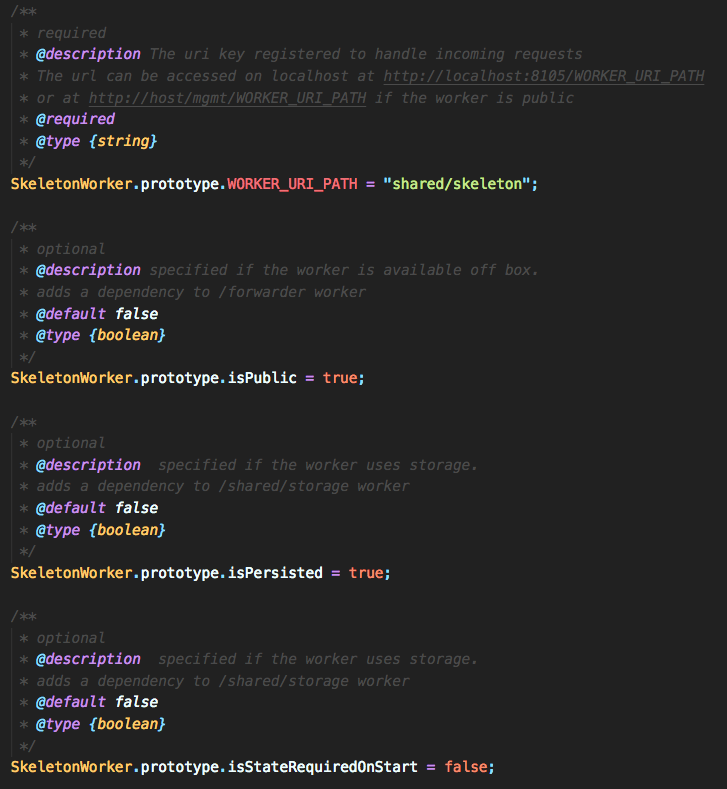 /**
 * required
 * @description The uri key registered to handle incoming requests
 * The url can be accessed on localhost at http://localhost:8105/WORKER_URI_PATH
 * or at http://host/mgmt/WORKER_URI_PATH if the worker is public
 * @required
 * @type {string}
 */
SkeletonWorker.prototype.WORKER_URI_PATH = "shared/skeleton";

/**
 * optional
 * @description specified if the worker is available off box.
 * adds a dependency to /forwarder worker
 * @default false
 * @type {boolean}
 */
SkeletonWorker.prototype.isPublic = true;

/**
 * optional
 * @description  specified if the worker uses storage.
 * adds a dependency to /shared/storage worker
 * @default false
 * @type {boolean}
 */
SkeletonWorker.prototype.isPersisted = true;

/**
 * optional
 * @description  specified if the worker uses storage.
 * adds a dependency to /shared/storage worker
 * @default false
 * @type {boolean}
 */
SkeletonWorker.prototype.isStateRequiredOnStart = false;